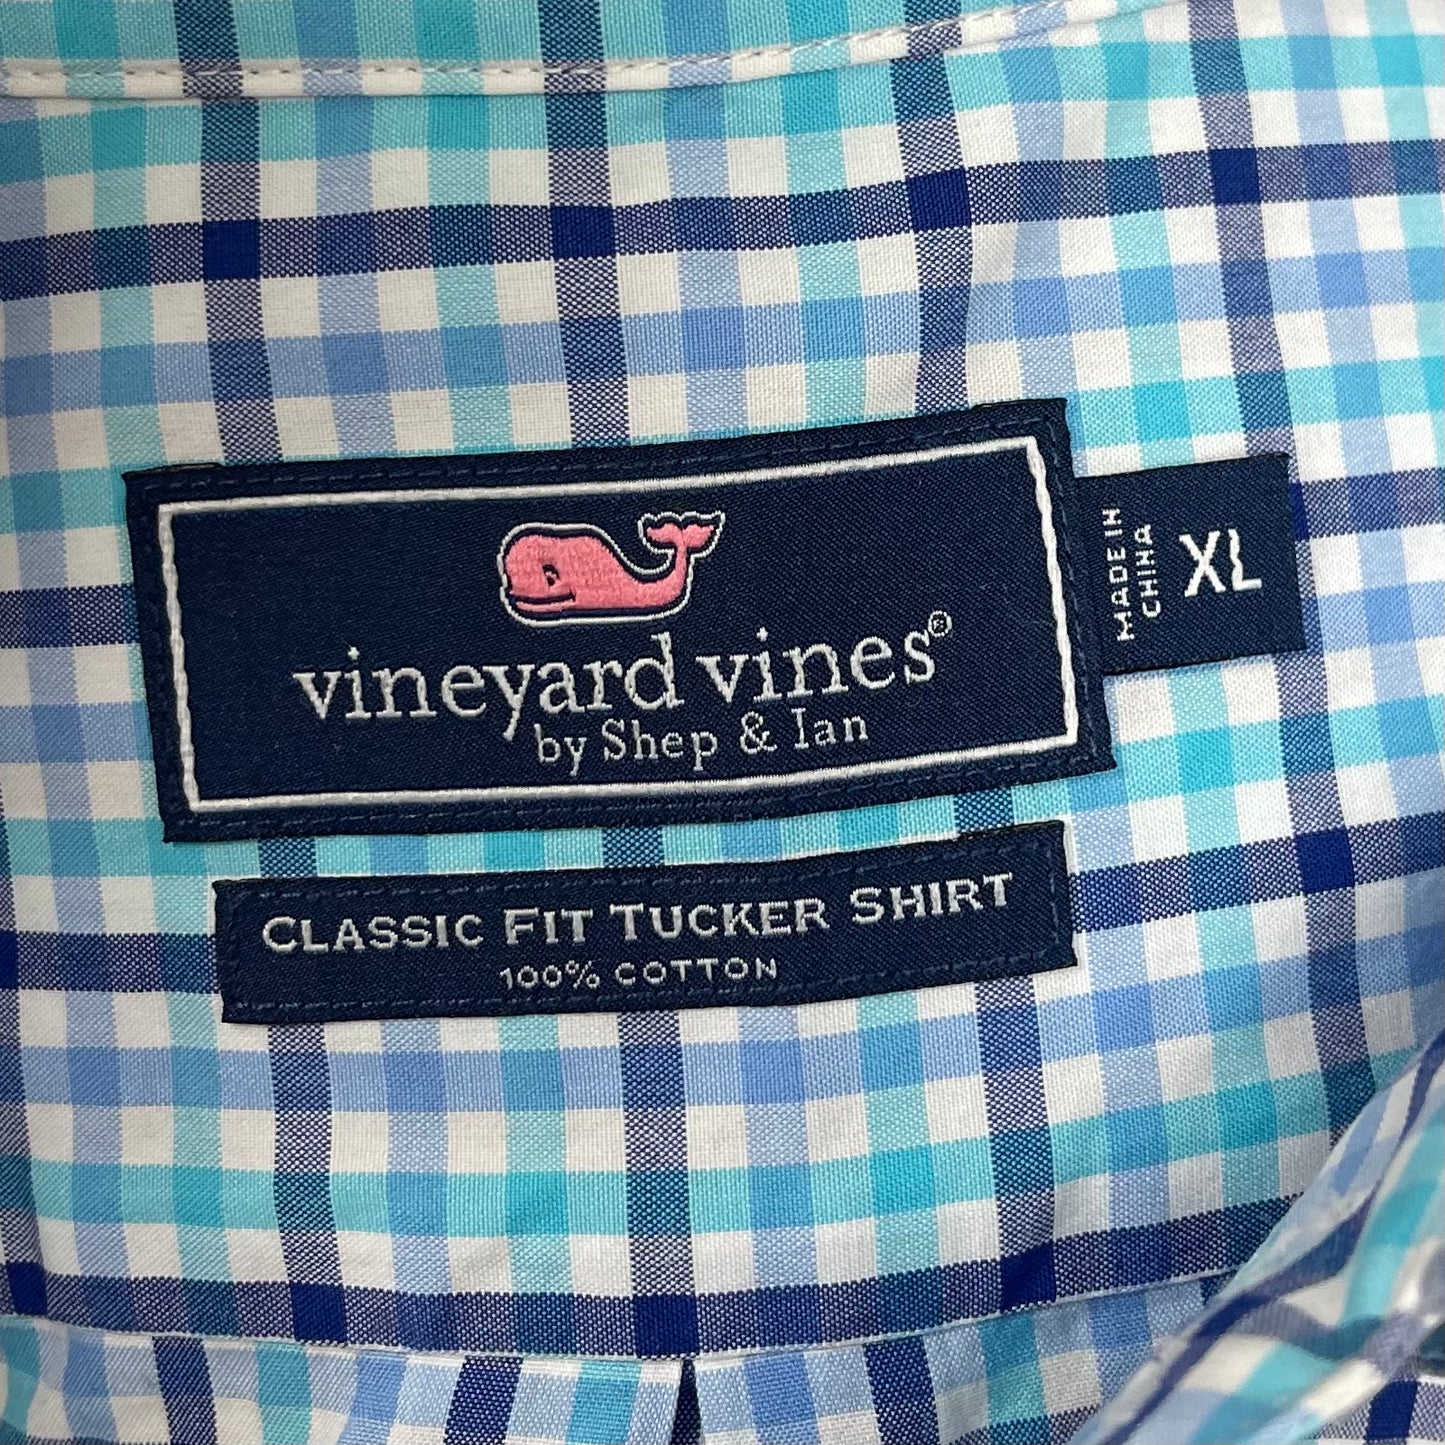 vineyard vines®
by Shep & Ian
MADE IN
CHINA
XL
CLASSIC FIT TUCKER SHIRT
100% COTTON